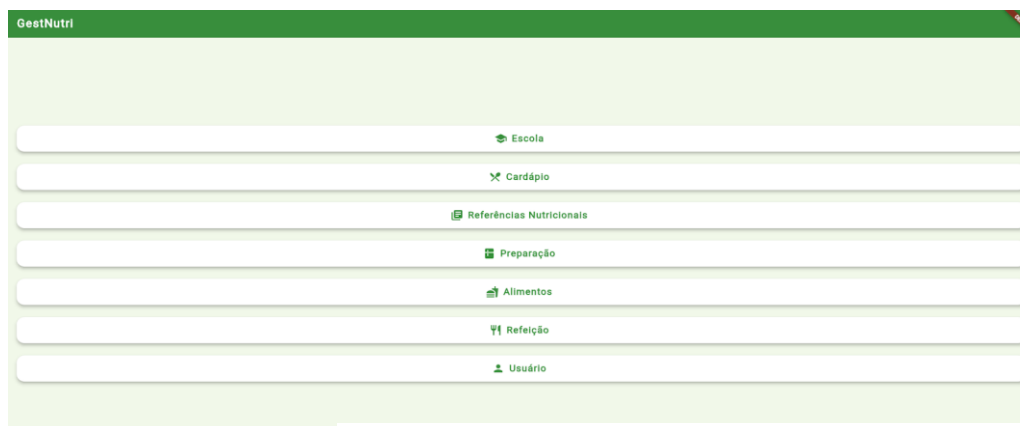 GestNutri
Escola
Cardápio
Referências Nutricionais
Preparação
Alimentos
Refeição
Usuário